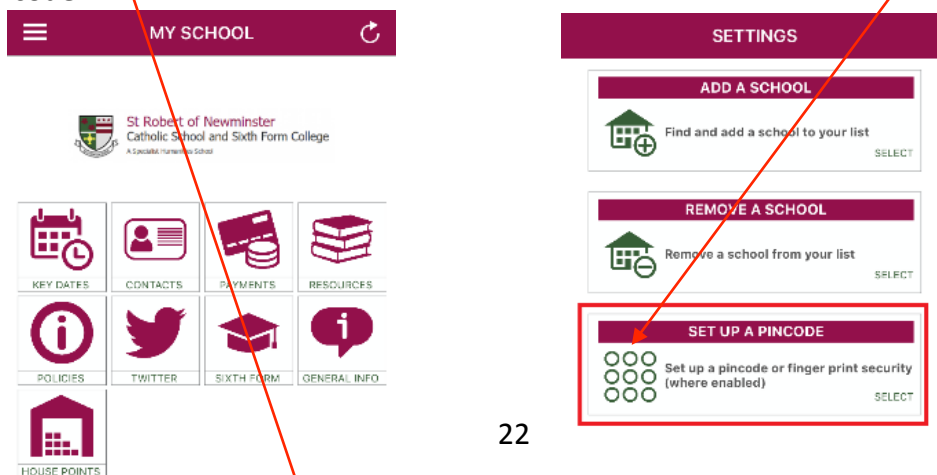 MY SCHOOL
St Robert of Newminster
Catholic School and Sixth Form College
A Specialist Humanities School
KEY DATES
CONTACTS
PAYMENTS
RESOURCES
POLICIES
TWITTER
SIXTH FORM
GENERAL INFO
HOUSE POINTS
SETTINGS
ADD A SCHOOL
Find and add a school to your list
SELECT
REMOVE A SCHOOL
Remove a school from your list
SELECT
SET UP A PINCODE
Set up a pincode or finger print security
(where enabled)
SELECT
22